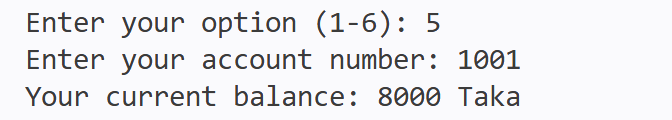 Enter your option (1-6): 5
Enter your account number: 1001
Your current balance: 8000 Taka